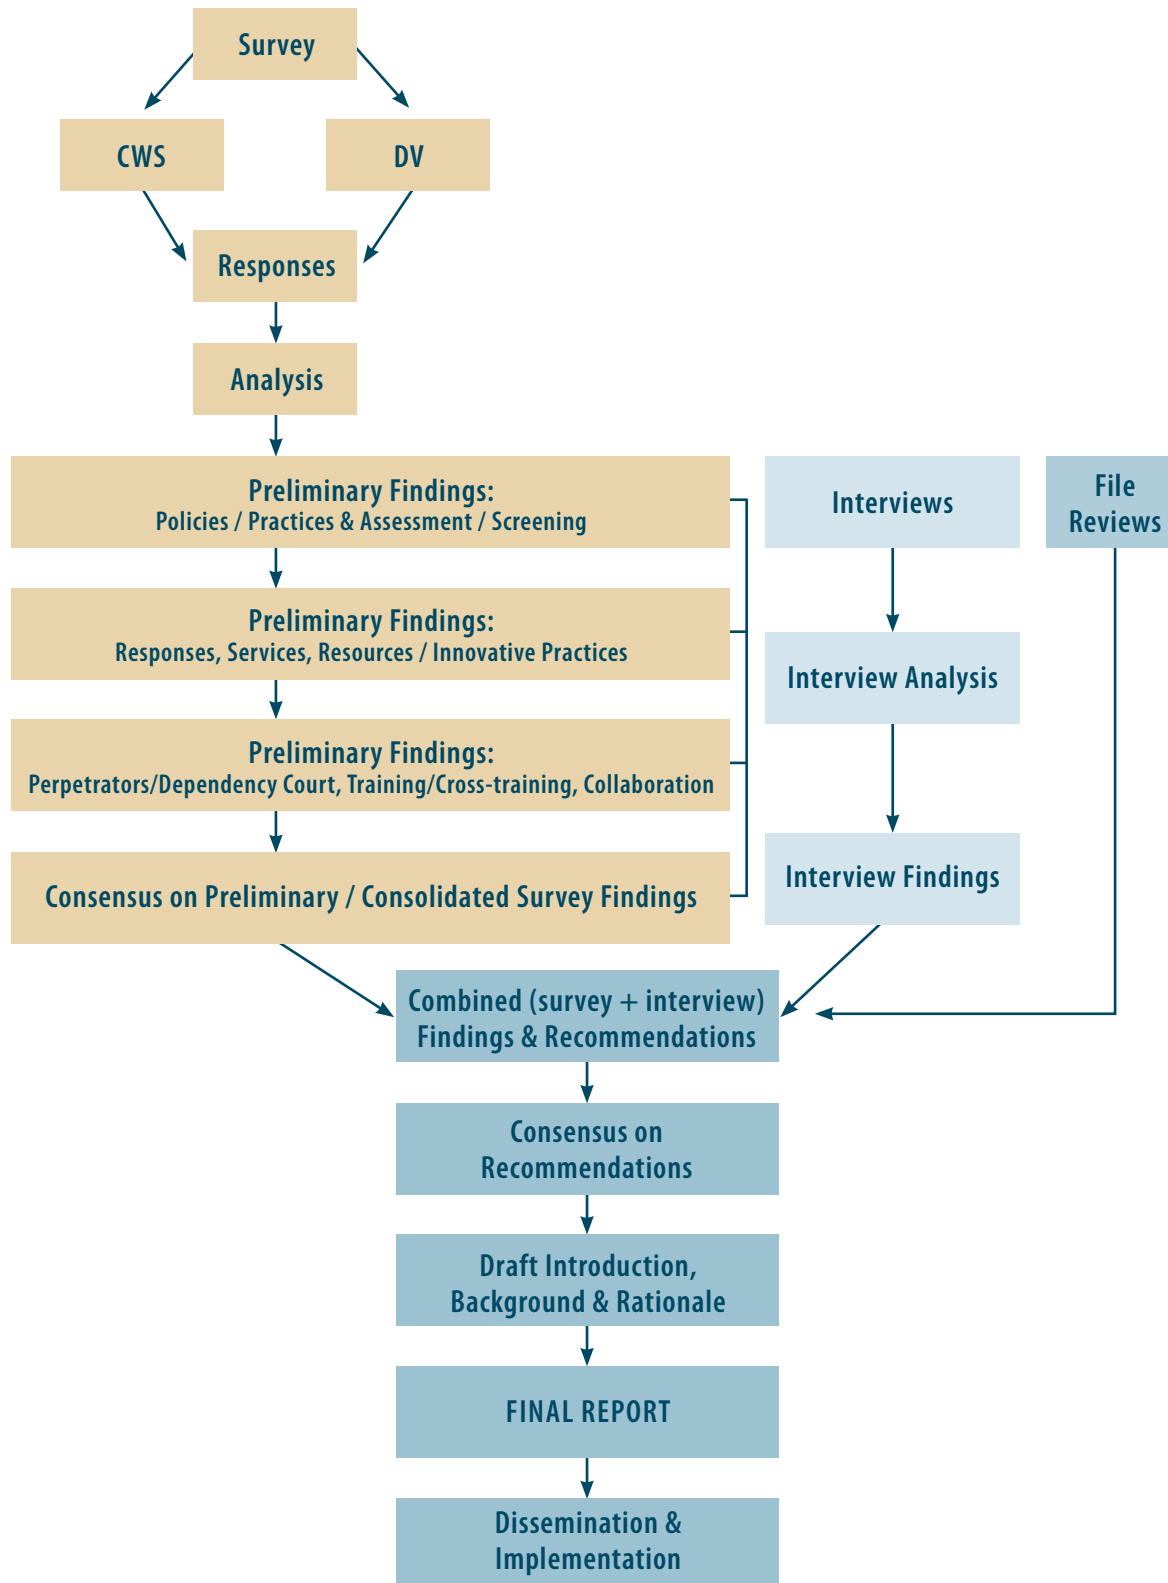 Survey
CWS
DV
Responses
Analysis
Preliminary Findings:
Policies / Practices & Assessment / Screening
Preliminary Findings:
Responses, Services, Resources / Innovative Practices
Preliminary Findings:
Perpetrators/Dependency Court, Training/Cross-training, Collaboration
Consensus on Preliminary / Consolidated Survey Findings
Interviews
Interview Analysis
Interview Findings
File
Reviews
Combined (survey + interview)
Findings & Recommendations
Consensus on
Recommendations
Draft Introduction,
Background & Rationale
FINAL REPORT
Dissemination &
Implementation